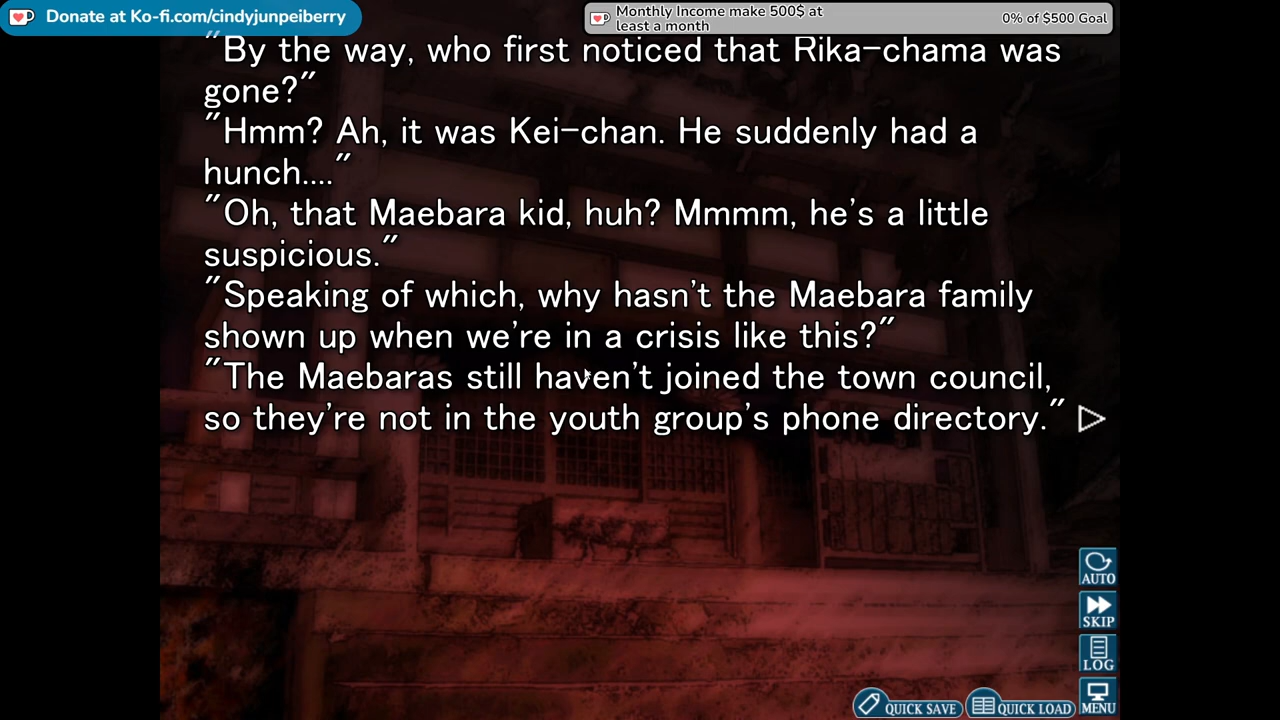 Donate at Ko-fi.com/cindyjunpeiberry
Monthly Income make 500$ at
least a month
0% of $500 Goal
"By the way, who first noticed that Rika-chama was
gone?"
"Hmm? Ah, it was Kei-chan. He suddenly had a
hunch...."
"Oh, that Maebara kid, huh? Mmmm, he's a little
suspicious."
"Speaking of which, why hasn't the Maebara family
shown up when we're in a crisis like this?"
"The Maebaras still haven't joined the town council,
so they're not in the youth group's phone directory."
AUTO
SKIP
LOG
MENU
QUICK SAVE
QUICK LOAD